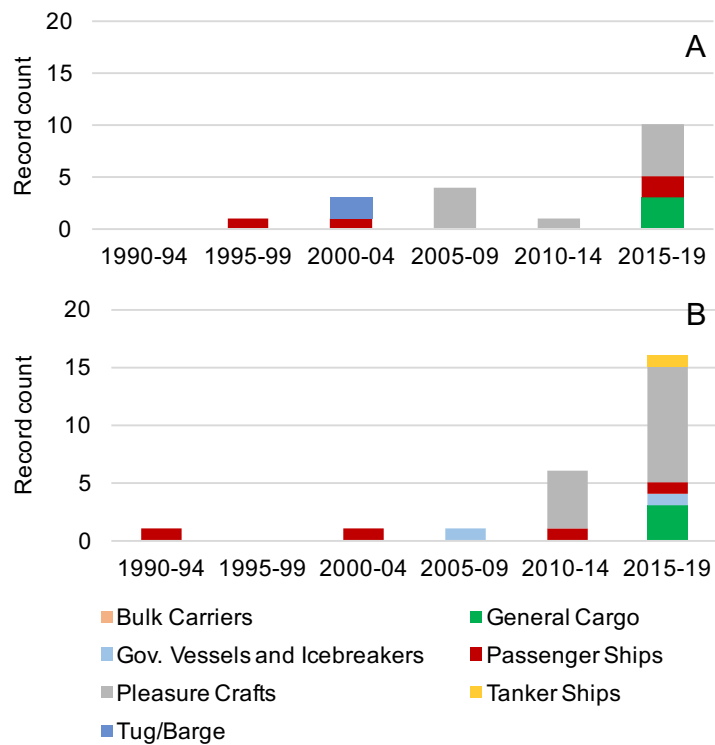 20
A
15
10
5
0
Record count
1990-94 1995-99 2000-04 2005-09 2010-14 2015-19
20
B
15
10
5
0
Record count
1990-94 1995-99 2000-04 2005-09 2010-14 2015-19
Bulk Carriers General Cargo
Gov. Vessels and Icebreakers Passenger Ships
Pleasure Crafts Tanker Ships
Tug/Barge